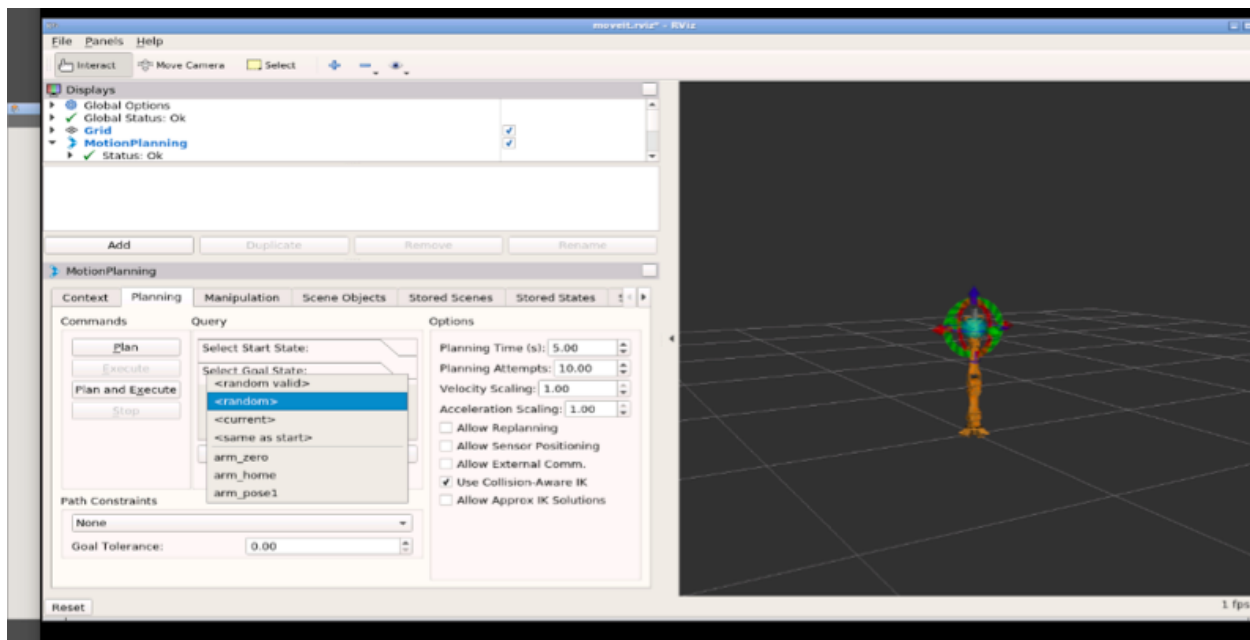 moveit.rviz* - RViz
File Panels Help
Interact Move Camera Select
Displays
Global Options
Global Status: Ok
Grid
MotionPlanning
Status: Ok
Add Duplicate Remove Rename
MotionPlanning
Context Planning Manipulation Scene Objects Stored Scenes Stored States
Commands Query Options
Plan Select Start State: Planning Time (s): 5.00
Execute Select Goal State: Planning Attempts: 10.00
<random valid>
Plan and Execute Velocity Scaling: 1.00
<random>
Stop Acceleration Scaling: 1.00
<current> Allow Replanning
<same as start> Allow Sensor Positioning
arm_zero Allow External Comm.
arm_home Use Collision-Aware IK
arm_pose1 Allow Approx IK Solutions
Path Constraints
None
Goal Tolerance: 0.00
Reset 1 fps